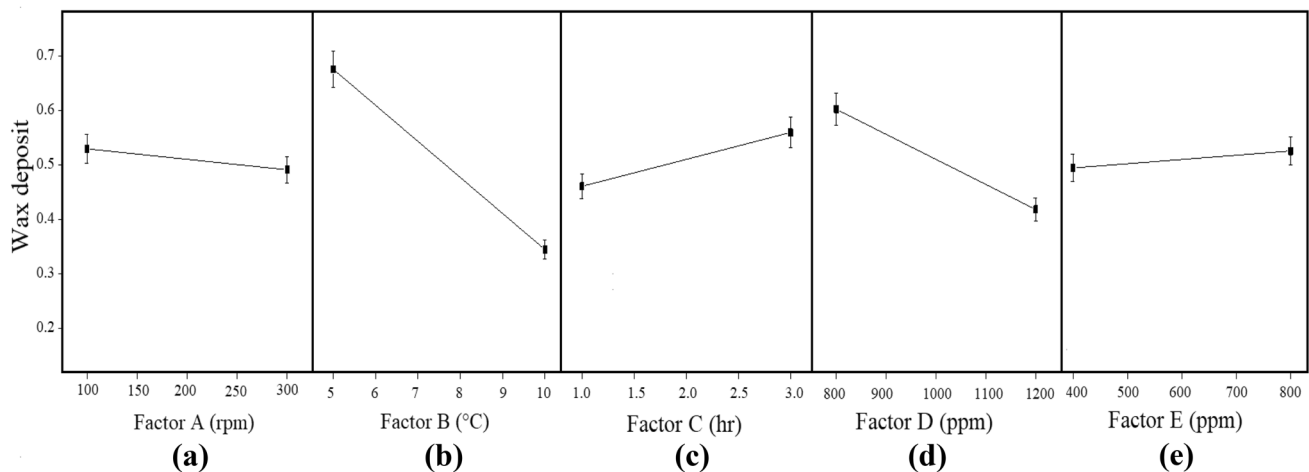 Wax deposit
0.7
0.6
0.5
0.4
0.3
0.2
100 150 200 250 300
Factor A (rpm)
(a)
5 6 7 8 9 10
Factor B (°C)
(b)
1.0 1.5 2.0 2.5 3.0
Factor C (hr)
(c)
800 900 1000 1100 1200
Factor D (ppm)
(d)
400 500 600 700 800
Factor E (ppm)
(e)